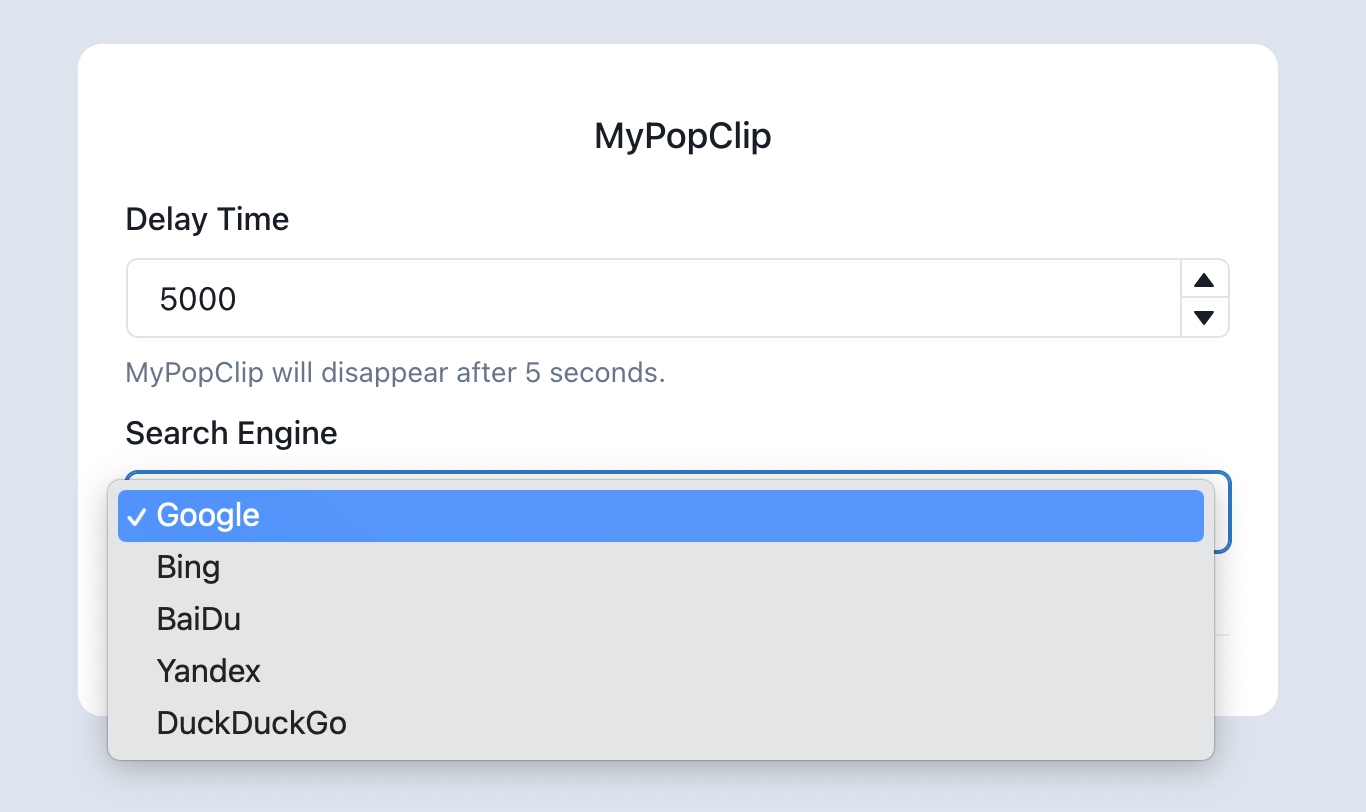 MyPopClip
Delay Time
5000
MyPopClip will disappear after 5 seconds.
Search Engine
✓ Google
Bing
BaiDu
Yandex
DuckDuckGo